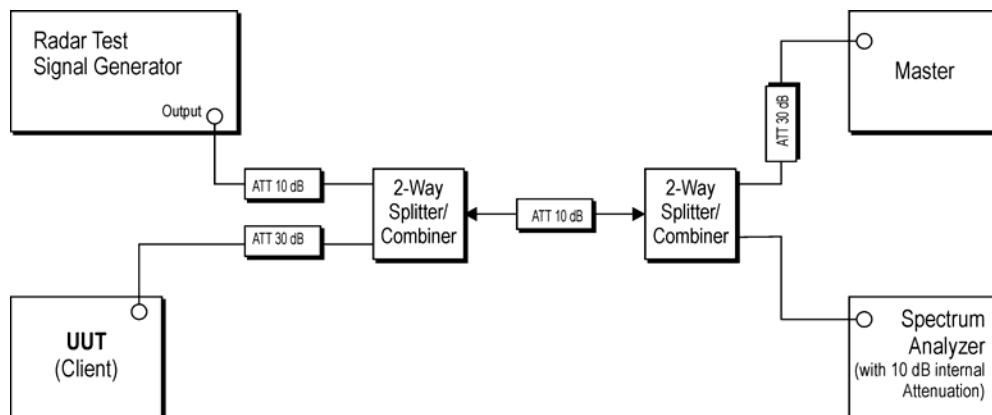 Radar Test
Signal Generator
Output
ATT 10 dB
ATT 30 dB
UUT
(Client)
2-Way
Splitter/
Combiner
ATT 10 dB
2-Way
Splitter/
Combiner
ATT 30 dB
Master
Spectrum
Analyzer
(with 10 dB internal
Attenuation)